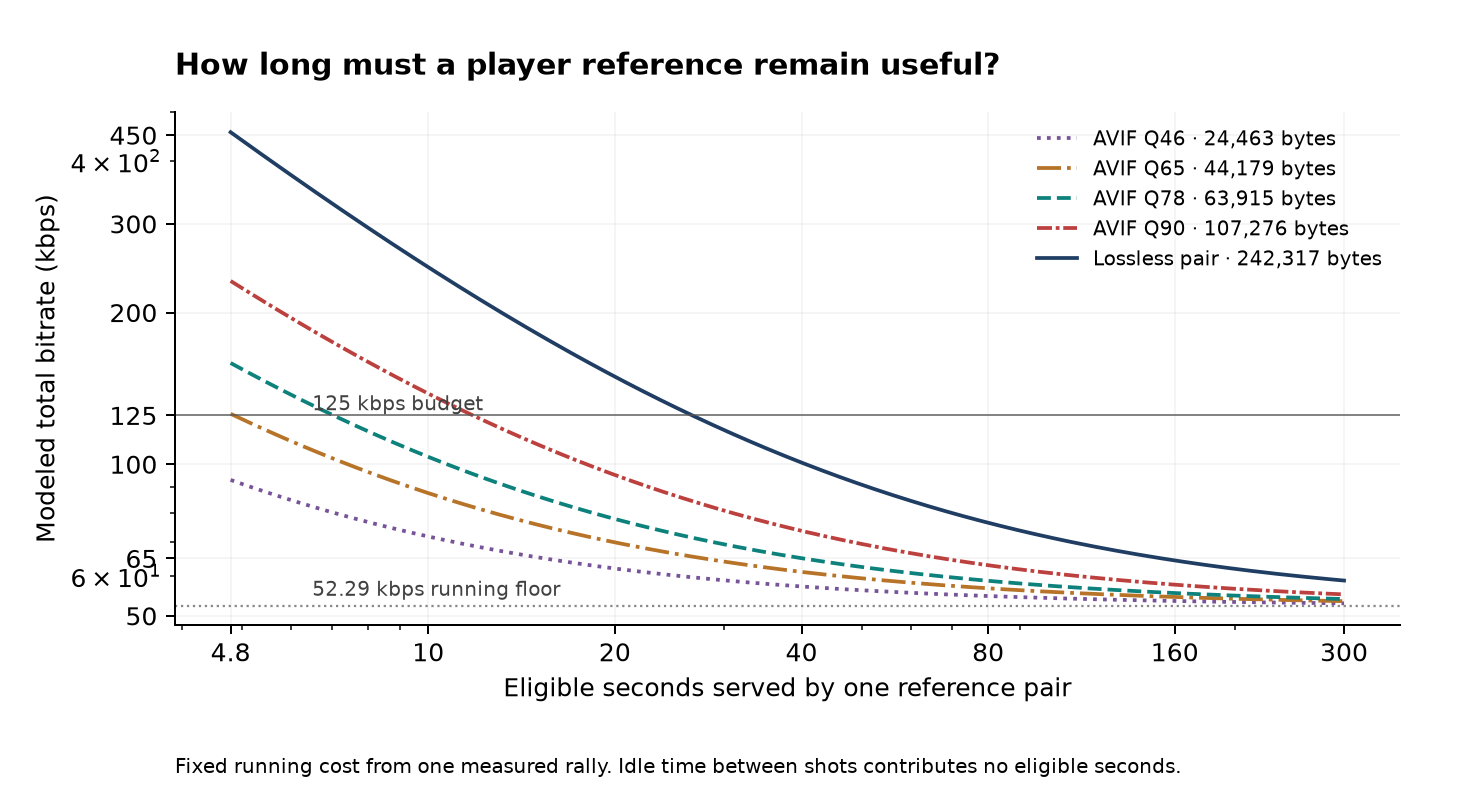 How long must a player reference remain useful?
Modeled total bitrate (kbps)
450
4 × 10²
300
200
125
100
65
6 × 10¹
50
AVIF Q46 · 24,463 bytes
AVIF Q65 · 44,179 bytes
AVIF Q78 · 63,915 bytes
AVIF Q90 · 107,276 bytes
Lossless pair · 242,317 bytes
125 kbps budget
52.29 kbps running floor
4.8 10 20 40 80 160 300
Eligible seconds served by one reference pair
Fixed running cost from one measured rally. Idle time between shots contributes no eligible seconds.